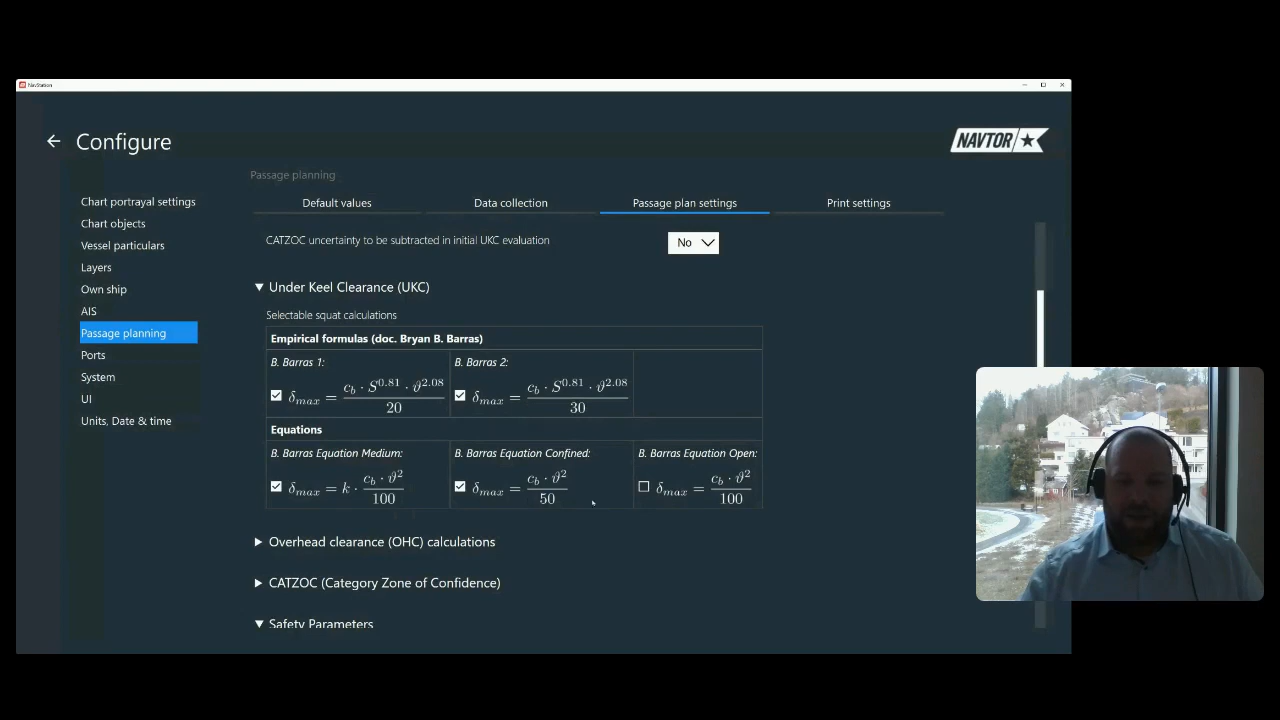 NavStation
Configure
NAVTOR
Passage planning
Chart portrayal settings
Chart objects
Vessel particulars
Layers
Own ship
AIS
Passage planning
Ports
System
UI
Units, Date & time
Default values
Data collection
Passage plan settings
Print settings
CATZOC uncertainty to be subtracted in initial UKC evaluation
No
Under Keel Clearance (UKC)
Selectable squat calculations
Empirical formulas (doc. Bryan B. Barras)
B. Barras 1:
B. Barras 2:
δmax = cb · S^0.81 · ϑ^2.08 / 20
δmax = cb · S^0.81 · ϑ^2.08 / 30
Equations
B. Barras Equation Medium:
B. Barras Equation Confined:
B. Barras Equation Open:
δmax = k · cb · ϑ^2 / 100
δmax = cb · ϑ^2 / 50
δmax = cb · ϑ^2 / 100
Overhead clearance (OHC) calculations
CATZOC (Category Zone of Confidence)
Safety Parameters